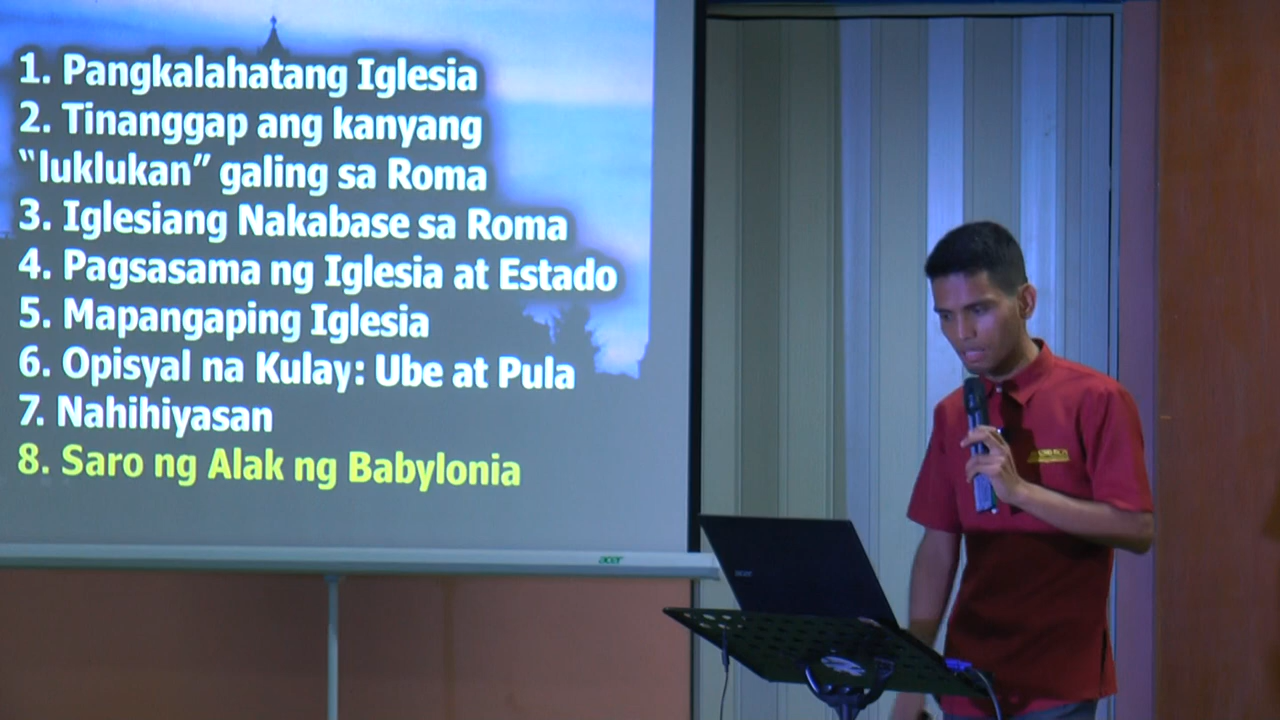 1. Pangkalahatang Iglesia
2. Tinanggap ang kanyang
“luklukan” galing sa Roma
3. Iglesiang Nakabase sa Roma
4. Pagsasama ng Iglesia at Estado
5. Mapangaping Iglesia
6. Opisyal na Kulay: Ube at Pula
7. Nahihiyasan
8. Saro ng Alak ng Babylonia
acer
acer